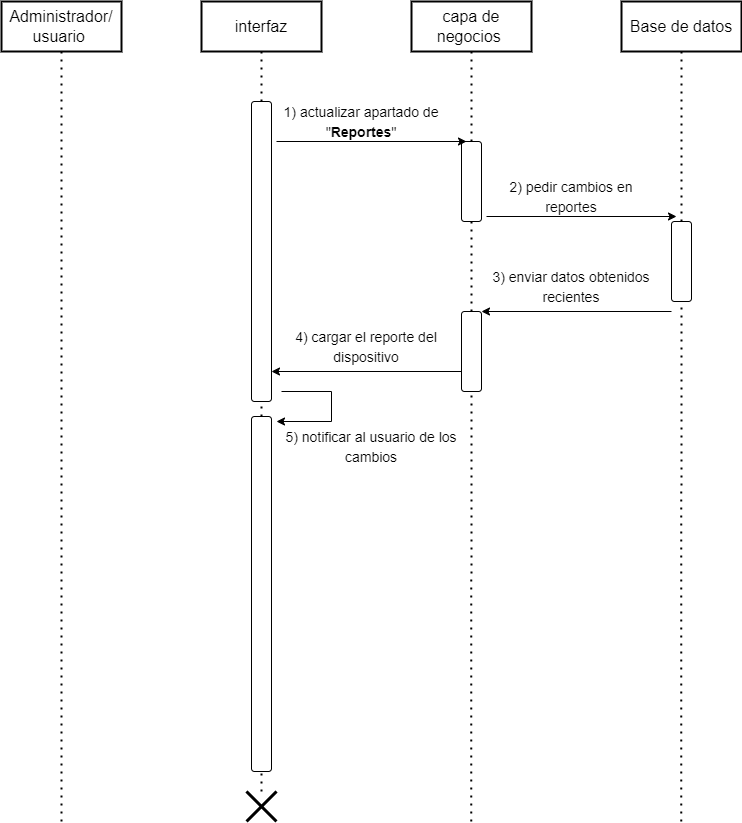 Administrador/
usuario
interfaz
capa de
negocios
Base de datos
1) actualizar apartado de
"Reportes"
2) pedir cambios en
reportes
3) enviar datos obtenidos
recientes
4) cargar el reporte del
dispositivo
5) notificar al usuario de los
cambios